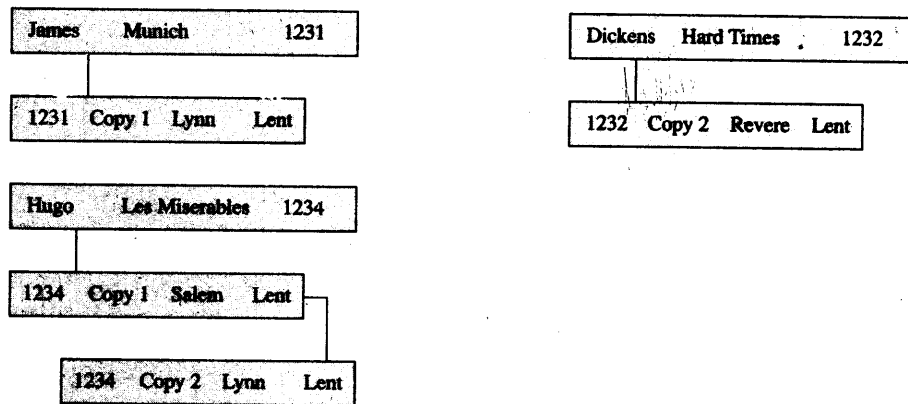 James Munich 1231
Dickens Hard Times 1232
1231 Copy 1 Lynn Lent
1232 Copy 2 Revere Lent
Hugo Les Miserables 1234
1234 Copy 1 Salem Lent
1234 Copy 2 Lynn Lent